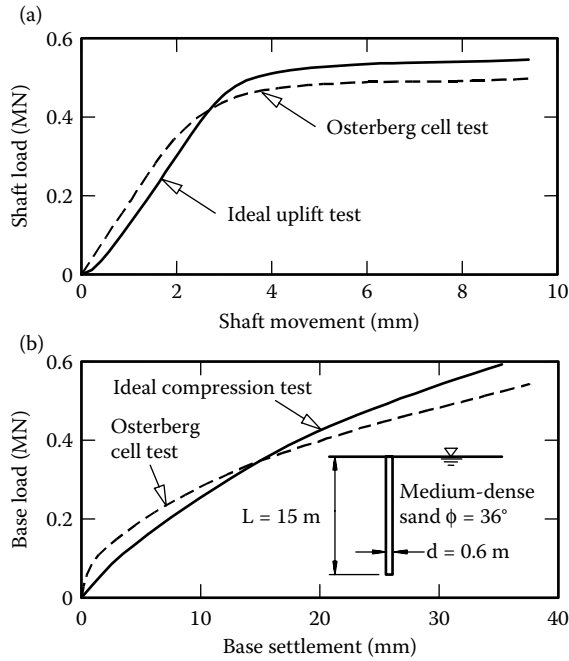 (a)
0.6
0.4
0.2
0
Shaft load (MN)
Osterberg cell test
Ideal uplift test
0 2 4 6 8 10
Shaft movement (mm)
(b)
0.6
0.4
0.2
0
Base load (MN)
Ideal compression test
Osterberg
cell test
L = 15 m
Medium-dense
sand ϕ = 36°
d = 0.6 m
0 10 20 30 40
Base settlement (mm)